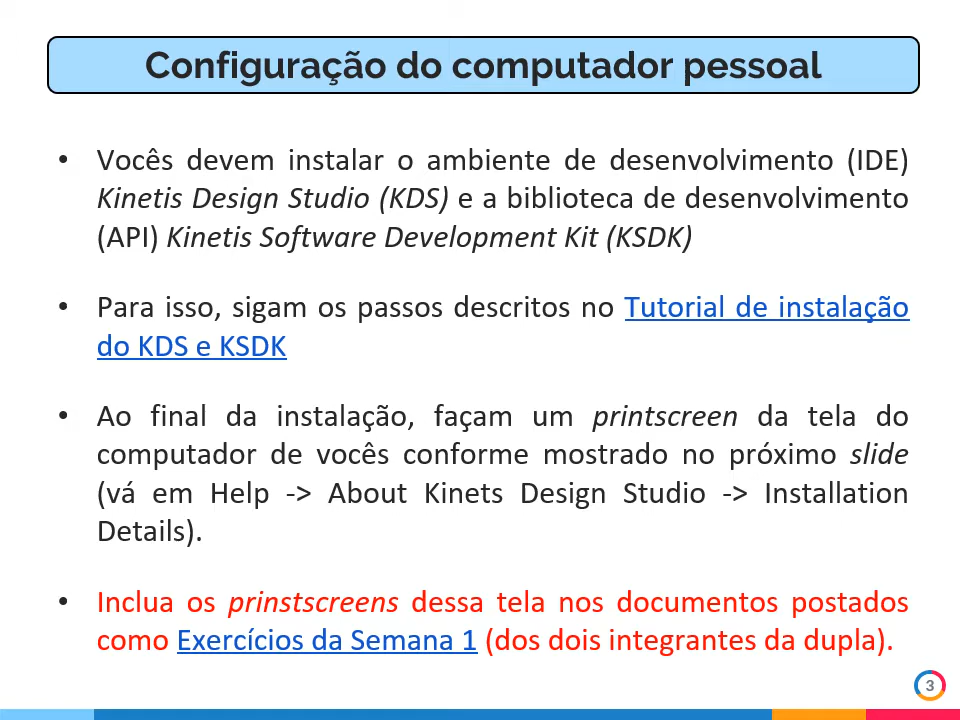 Configuração do computador pessoal
• Vocês devem instalar o ambiente de desenvolvimento (IDE)
Kinetis Design Studio (KDS) e a biblioteca de desenvolvimento
(API) Kinetis Software Development Kit (KSDK)
• Para isso, sigam os passos descritos no Tutorial de instalação
do KDS e KSDK
• Ao final da instalação, façam um printscreen da tela do
computador de vocês conforme mostrado no próximo slide
(vá em Help -> About Kinets Design Studio -> Installation
Details).
• Inclua os prinstscreens dessa tela nos documentos postados
como Exercícios da Semana 1 (dos dois integrantes da dupla).
3